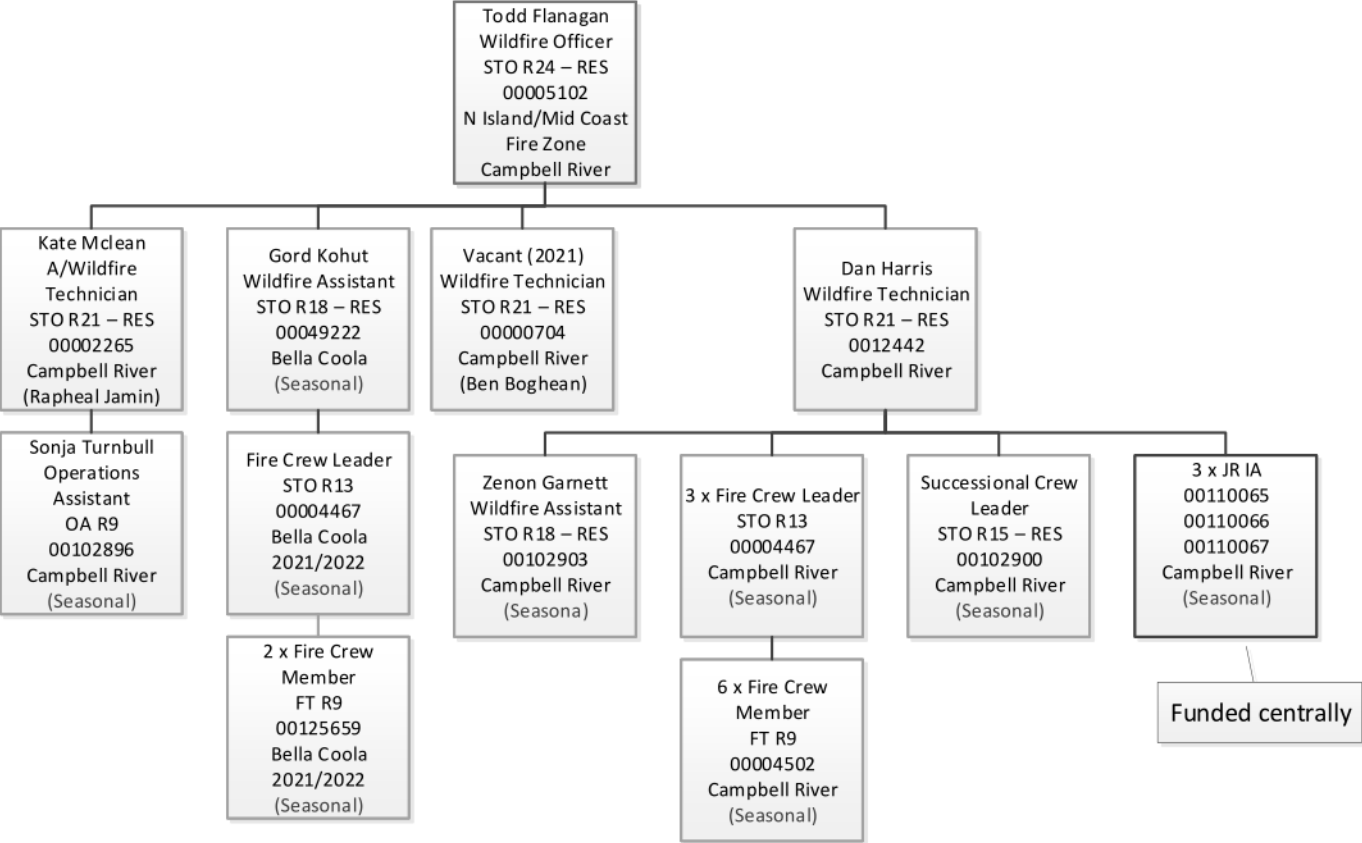 Todd Flanagan
Wildfire Officer
STO R24 – RES
00005102
N Island/Mid Coast
Fire Zone
Campbell River
Kate Mclean
A/Wildfire
Technician
STO R21 – RES
00002265
Campbell River
(Rapheal Jamin)
Gord Kohut
Wildfire Assistant
STO R18 – RES
00049222
Bella Coola
(Seasonal)
Vacant (2021)
Wildfire Technician
STO R21 – RES
00000704
Campbell River
(Ben Boghean)
Dan Harris
Wildfire Technician
STO R21 – RES
0012442
Campbell River
Sonja Turnbull
Operations
Assistant
OA R9
00102896
Campbell River
(Seasonal)
Fire Crew Leader
STO R13
00004467
Bella Coola
2021/2022
(Seasonal)
Zenon Garnett
Wildfire Assistant
STO R18 – RES
00102903
Campbell River
(Seasona)
3 x Fire Crew Leader
STO R13
00004467
Campbell River
(Seasonal)
Successional Crew
Leader
STO R15 – RES
00102900
Campbell River
(Seasonal)
3 x JR IA
00110065
00110066
00110067
Campbell River
(Seasonal)
2 x Fire Crew
Member
FT R9
00125659
Bella Coola
2021/2022
(Seasonal)
6 x Fire Crew
Member
FT R9
00004502
Campbell River
(Seasonal)
Funded centrally